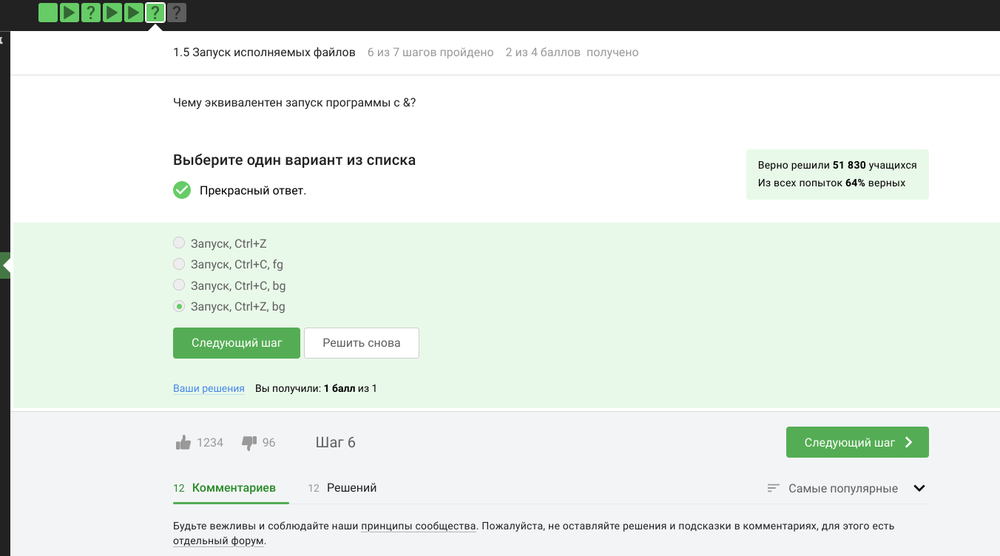 ? ? ?
1.5 Запуск исполняемых файлов 6 из 7 шагов пройдено 2 из 4 баллов получено
Чему эквивалентен запуск программы с &?
Выберите один вариант из списка
Прекрасный ответ.
Верно решили 51 830 учащихся
Из всех попыток 64% верных
Запуск, Ctrl+Z
Запуск, Ctrl+C, fg
Запуск, Ctrl+C, bg
Запуск, Ctrl+Z, bg
Следующий шаг Решить снова
Ваши решения Вы получили: 1 балл из 1
1234 96 Шаг 6 Следующий шаг
12 Комментариев 12 Решений Самые популярные
Будьте вежливы и соблюдайте наши принципы сообщества. Пожалуйста, не оставляйте решения и подсказки в комментариях, для этого есть
отдельный форум.